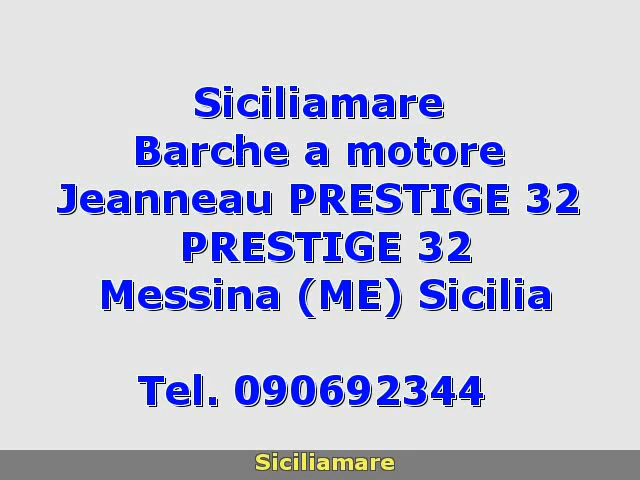 Siciliamare
Barche a motore
Jeanneau PRESTIGE 32
PRESTIGE 32
Messina (ME) Sicilia
Tel. 090692344
Siciliamare